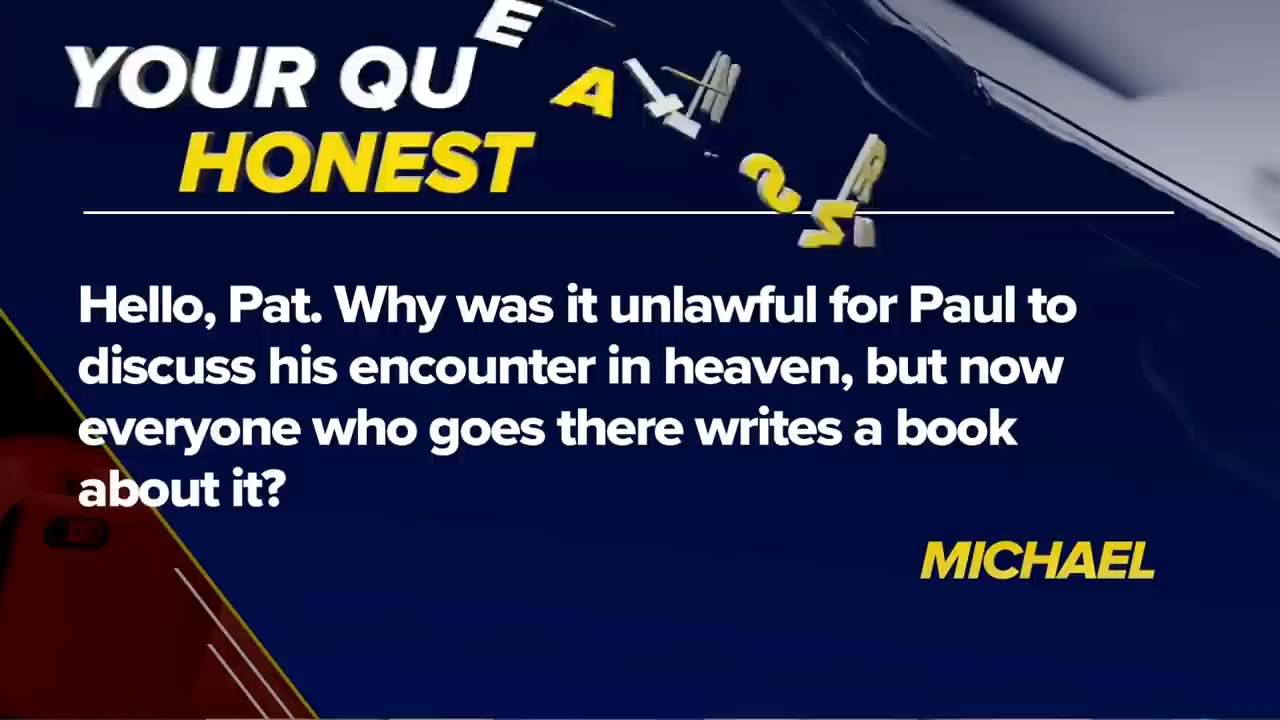 YOUR QUE
HONEST A
Hello, Pat. Why was it unlawful for Paul to
discuss his encounter in heaven, but now
everyone who goes there writes a book
about it?
MICHAEL